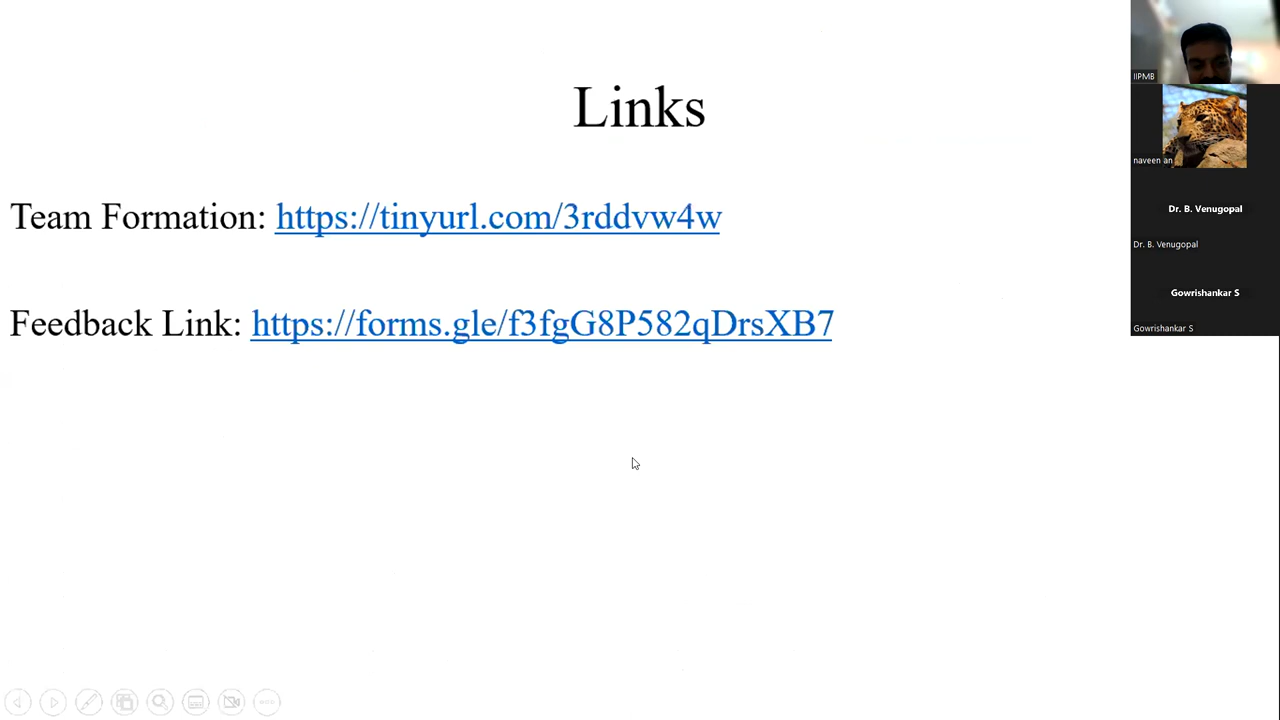 Links
Team Formation: https://tinyurl.com/3rddvw4w
Feedback Link: https://forms.gle/f3fgG8P582qDrsXB7
IIPMB
naveen an
Dr. B. Venugopal
Dr. B. Venugopal
Gowrishankar S
Gowrishankar S